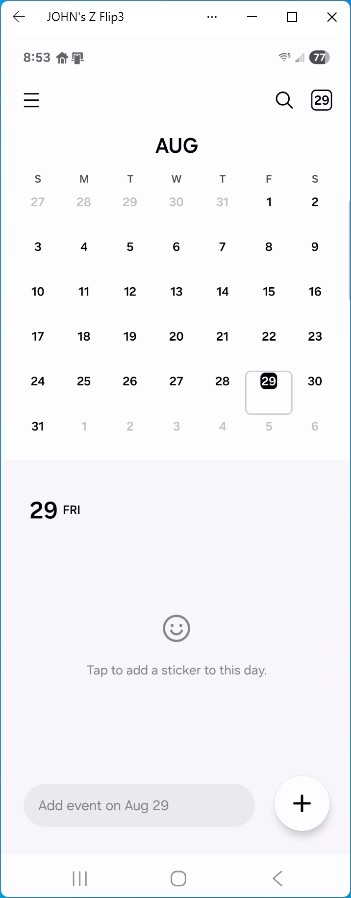 JOHN's Z Flip3
8:53 77
29
AUG
S M T W T F S
27 28 29 30 31 1 2
3 4 5 6 7 8 9
10 11 12 13 14 15 16
17 18 19 20 21 22 23
24 25 26 27 28 29 30
31 1 2 3 4 5 6
29 FRI
Tap to add a sticker to this day.
Add event on Aug 29